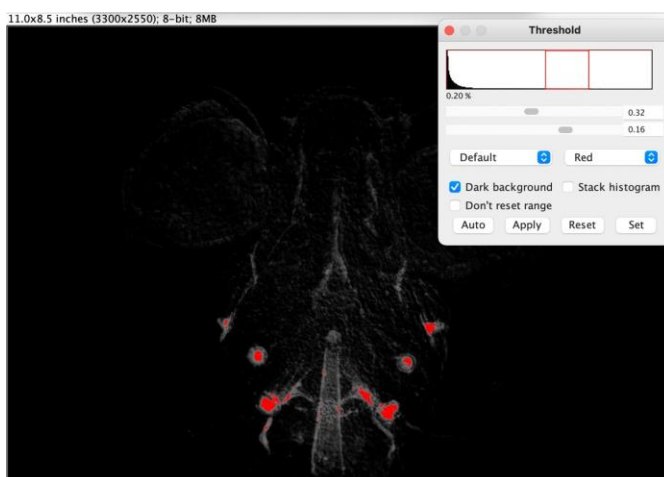 11.0x8.5 inches (3300x2550); 8-bit; 8MB
Threshold
0.20 %
0.32
0.16
Default
Red
Dark background
Stack histogram
Don't reset range
Auto
Apply
Reset
Set